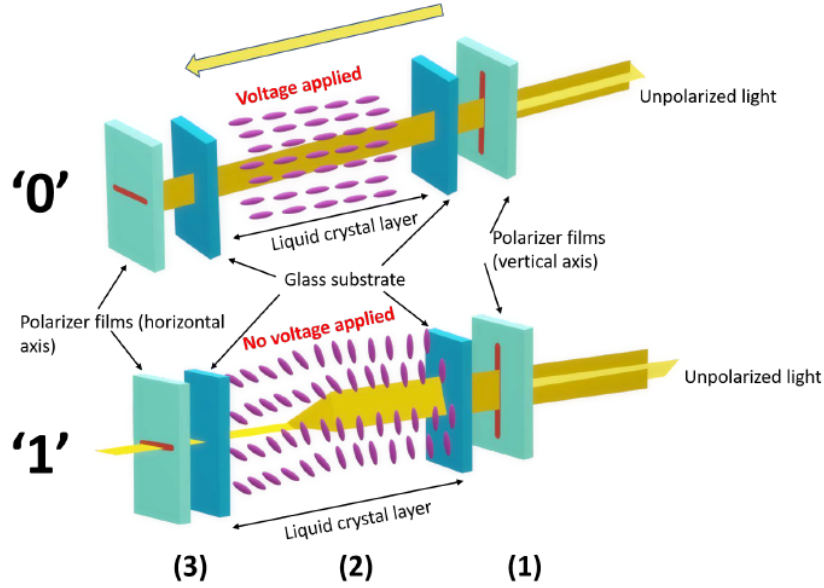 Voltage applied
Unpolarized light
‘0’
Liquid crystal layer
Polarizer films
(vertical axis)
Glass substrate
Polarizer films (horizontal
axis)
No voltage applied
Unpolarized light
‘1’
Liquid crystal layer
(3)
(2)
(1)